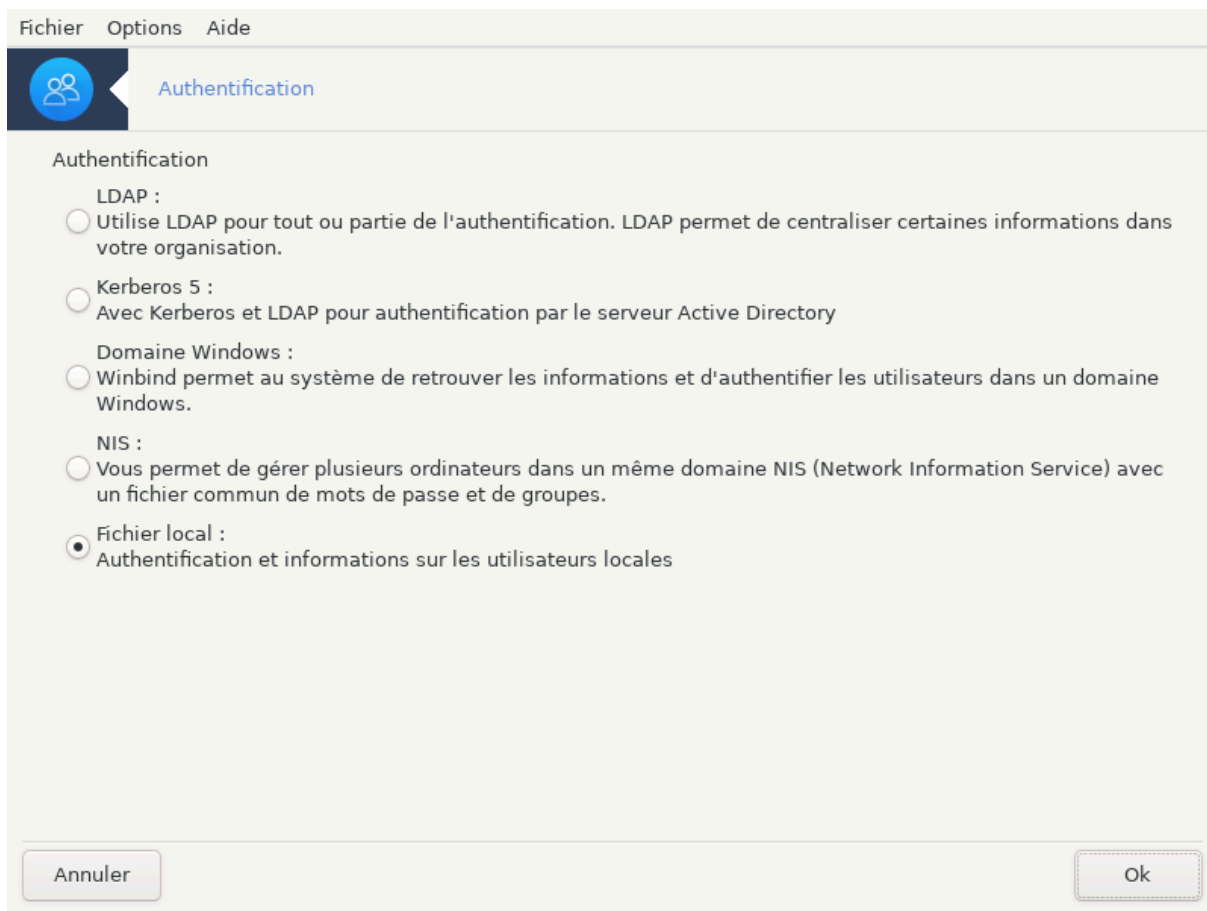 Fichier Options Aide
Authentification
Authentification
LDAP :
Utilise LDAP pour tout ou partie de l'authentification. LDAP permet de centraliser certaines informations dans
votre organisation.
Kerberos 5 :
Avec Kerberos et LDAP pour authentification par le serveur Active Directory
Domaine Windows :
Winbind permet au système de retrouver les informations et d'authentifier les utilisateurs dans un domaine
Windows.
NIS :
Vous permet de gérer plusieurs ordinateurs dans un même domaine NIS (Network Information Service) avec
un fichier commun de mots de passe et de groupes.
Fichier local :
Authentification et informations sur les utilisateurs locales
Annuler Ok